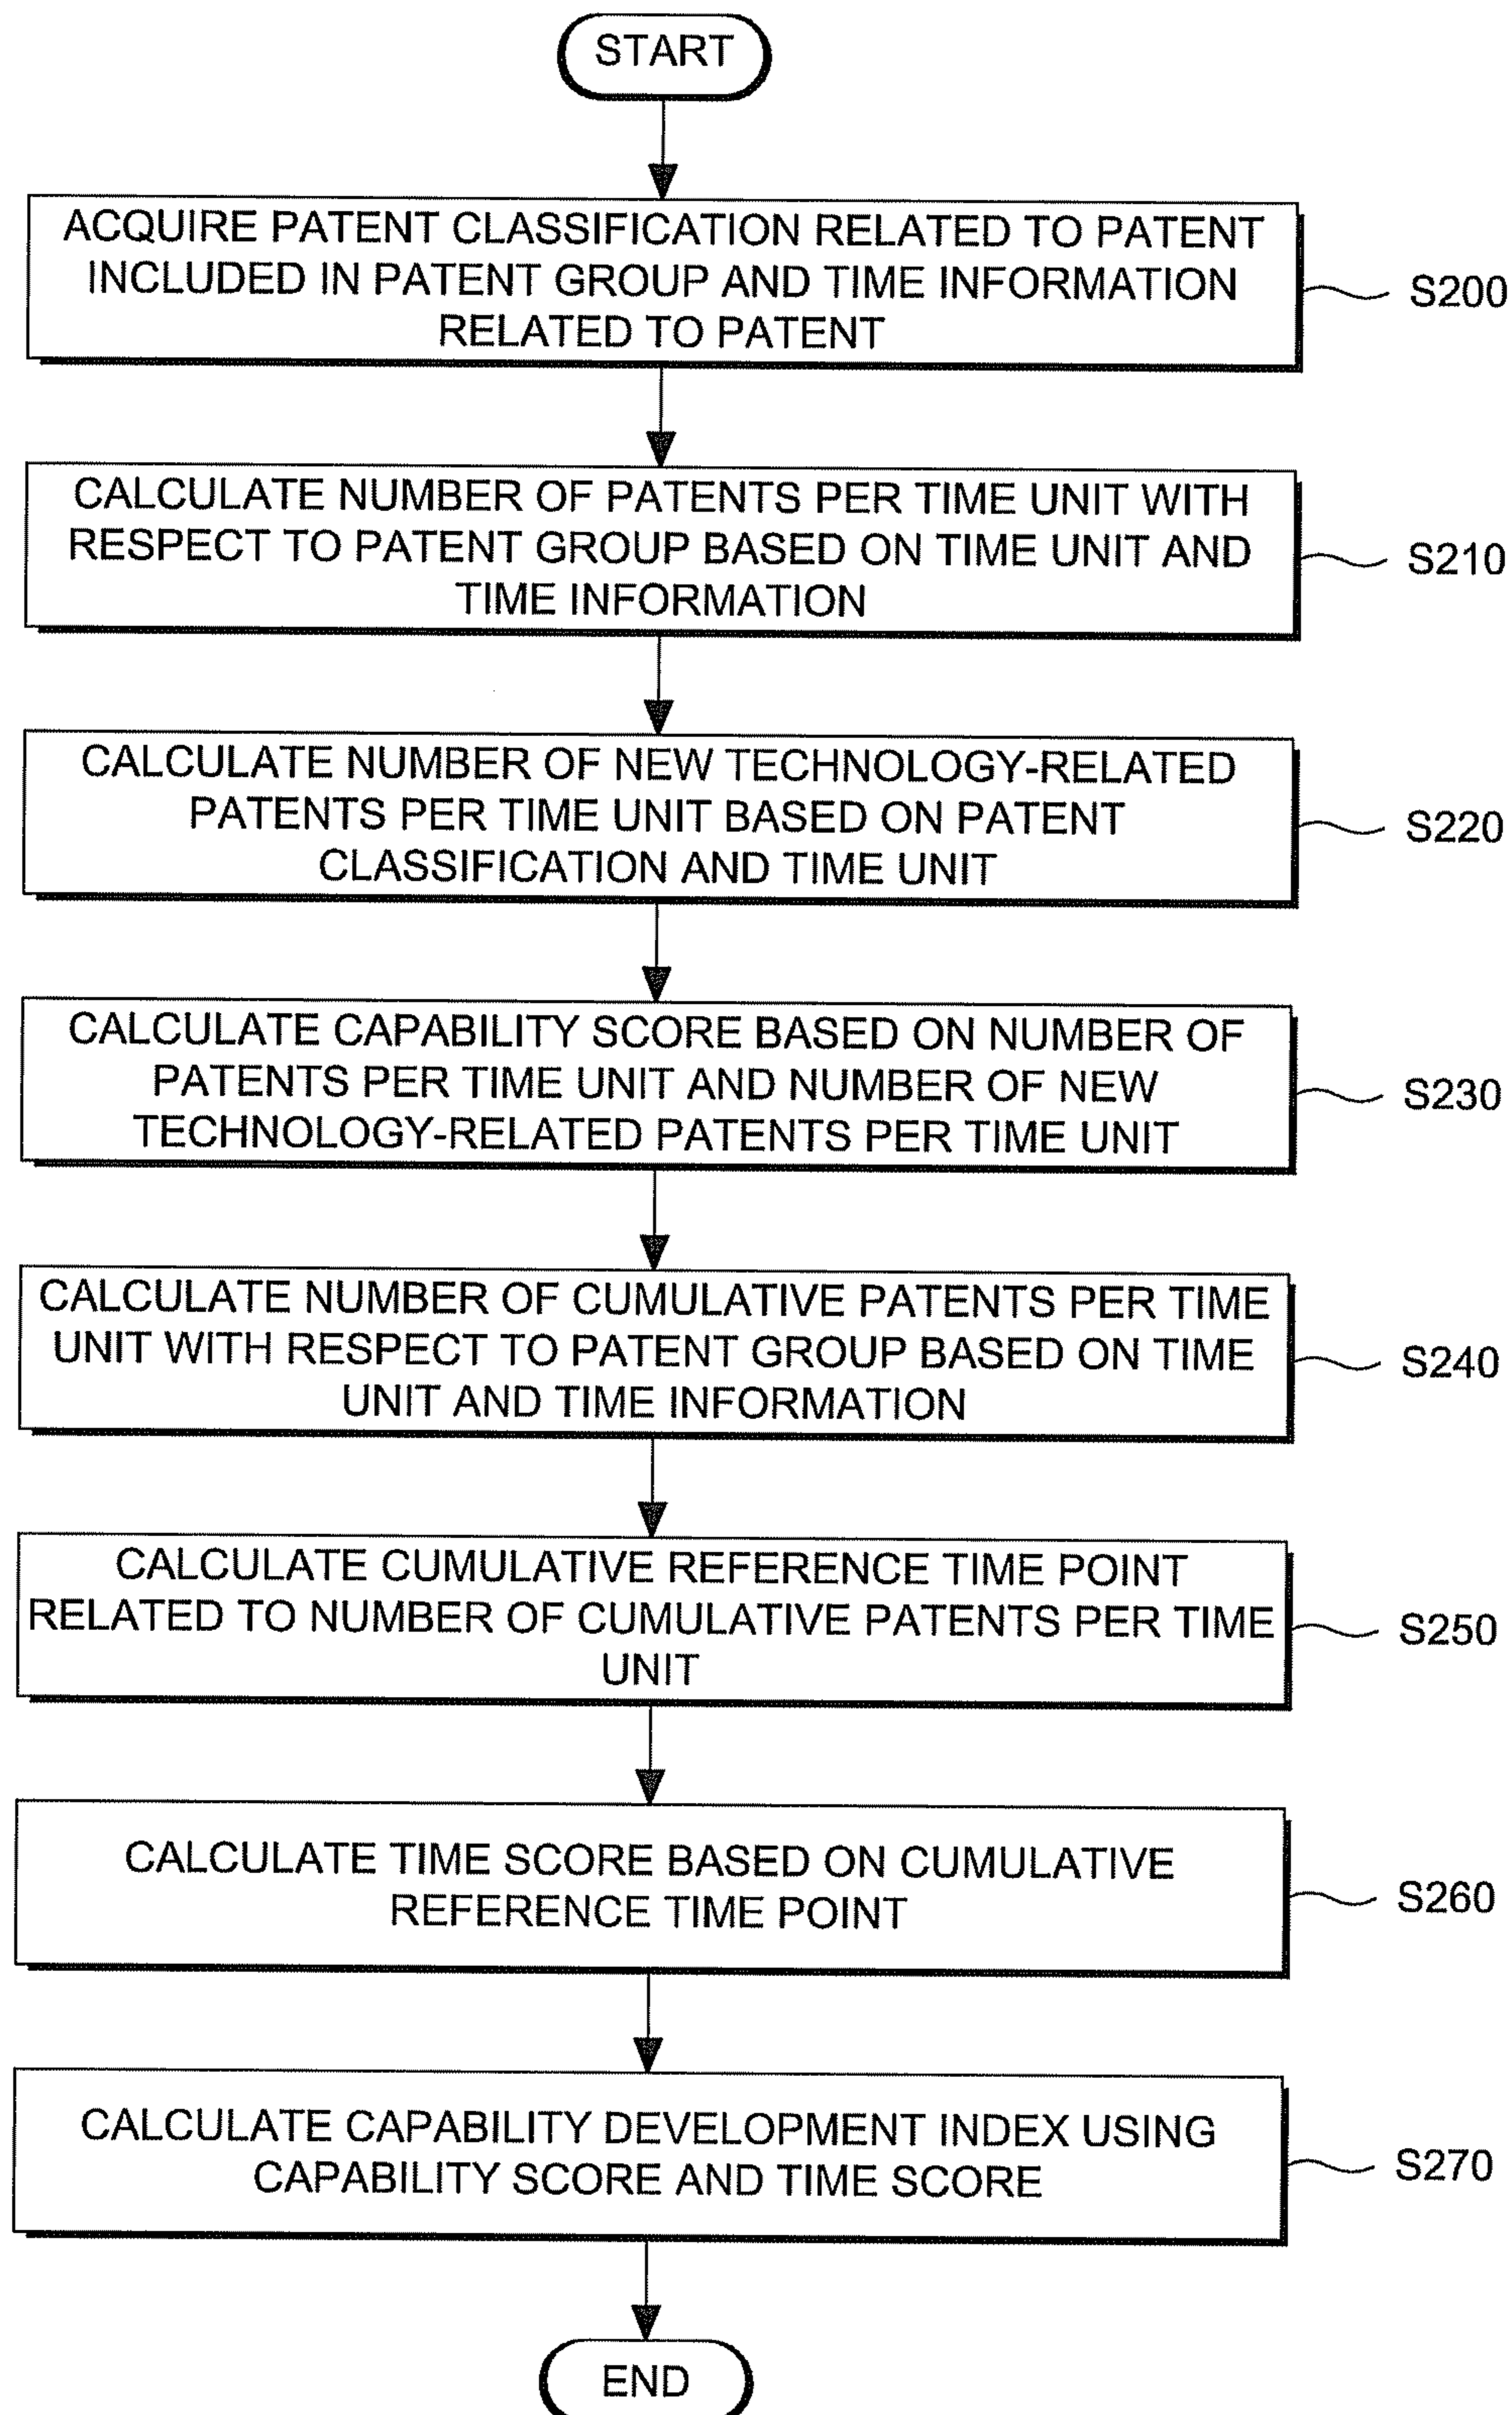 START
ACQUIRE PATENT CLASSIFICATION RELATED TO PATENT
INCLUDED IN PATENT GROUP AND TIME INFORMATION
RELATED TO PATENT
S200
CALCULATE NUMBER OF PATENTS PER TIME UNIT WITH
RESPECT TO PATENT GROUP BASED ON TIME UNIT AND
TIME INFORMATION
S210
CALCULATE NUMBER OF NEW TECHNOLOGY-RELATED
PATENTS PER TIME UNIT BASED ON PATENT
CLASSIFICATION AND TIME UNIT
S220
CALCULATE CAPABILITY SCORE BASED ON NUMBER OF
PATENTS PER TIME UNIT AND NUMBER OF NEW
TECHNOLOGY-RELATED PATENTS PER TIME UNIT
S230
CALCULATE NUMBER OF CUMULATIVE PATENTS PER TIME
UNIT WITH RESPECT TO PATENT GROUP BASED ON TIME
UNIT AND TIME INFORMATION
S240
CALCULATE CUMULATIVE REFERENCE TIME POINT
RELATED TO NUMBER OF CUMULATIVE PATENTS PER TIME
UNIT
S250
CALCULATE TIME SCORE BASED ON CUMULATIVE
REFERENCE TIME POINT
S260
CALCULATE CAPABILITY DEVELOPMENT INDEX USING
CAPABILITY SCORE AND TIME SCORE
S270
END